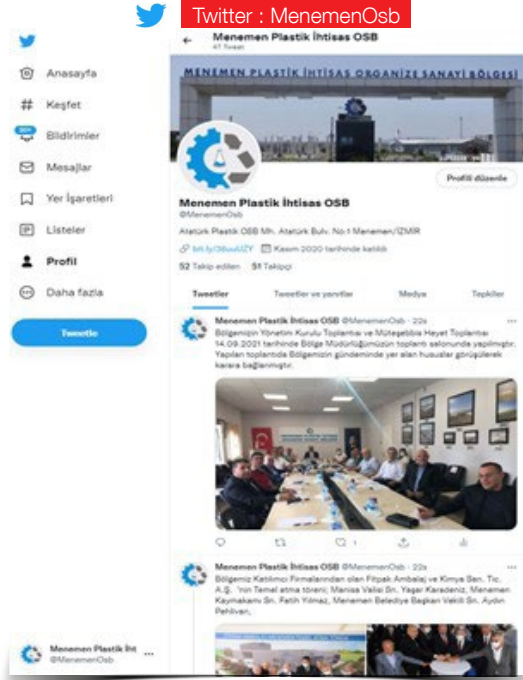 Twitter : MenemenOsb
Menemen Plastik İhtisas OSB
41 Tweet
Anasayfa
Keşfet
20+
Bildirimler
Mesajlar
Yer İşaretleri
Listeler
Profil
Daha fazla
Tweetle
MENEMEN PLASTİK İHTİSAS ORGANİZE SANAYİ BÖLGESİ
Profili düzenle
Menemen Plastik İhtisas OSB
@MenemenOsb
Atatürk Plastik OSB Mh. Atatürk Bulv. No:1 Menemen/İZMİR
Kasım 2020 tarihinde katıldı
52 Takip edilen 51 Takipçi
Tweetler Tweetler ve yanıtlar Medya Tepkiler
Menemen Plastik İhtisas OSB @MenemenOsb · 22s
Bölgemizin Yönetim Kurulu Toplantısı ve Müteşebbis Heyet Toplantısı
14.09.2021 tarihinde Bölge Müdürlüğümüzün toplantı salonunda yapılmıştır.
Yapılan toplantıda Bölgemizin gündeminde yer alan hususlar görüşülerek
karara bağlanmıştır.
1
Menemen Plastik İhtisas OSB @MenemenOsb · 22s
Bölgemiz Katılımcı Firmalarından olan Fitpak Ambalaj ve Kimya San. Tic.
A.Ş. 'nin Temel atma töreni; Manisa Valisi Sn. Yaşar Karadeniz, Menemen
Kaymakamı Sn. Fatih Yılmaz, Menemen Belediye Başkan Vekili Sn. Aydın
Pehlivan,
Menemen Plastik İht
@MenemenOsb